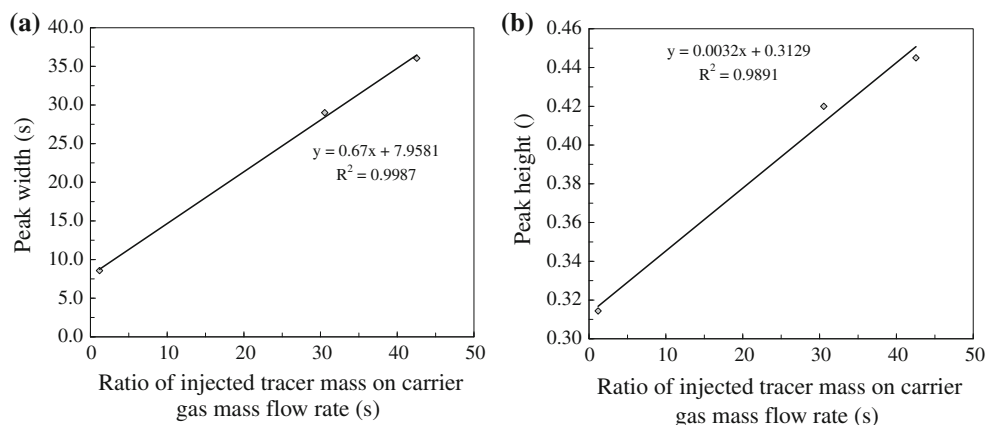 (a)
40.0
35.0
30.0
25.0
20.0
15.0
10.0
5.0
0.0
Peak width (s)
y = 0.67x + 7.9581
R² = 0.9987
0 10 20 30 40 50
Ratio of injected tracer mass on carrier
gas mass flow rate (s)
(b)
0.46
0.44
0.42
0.40
0.38
0.36
0.34
0.32
0.30
Peak height ()
y = 0.0032x + 0.3129
R² = 0.9891
0 10 20 30 40 50
Ratio of injected tracer mass on carrier
gas mass flow rate (s)